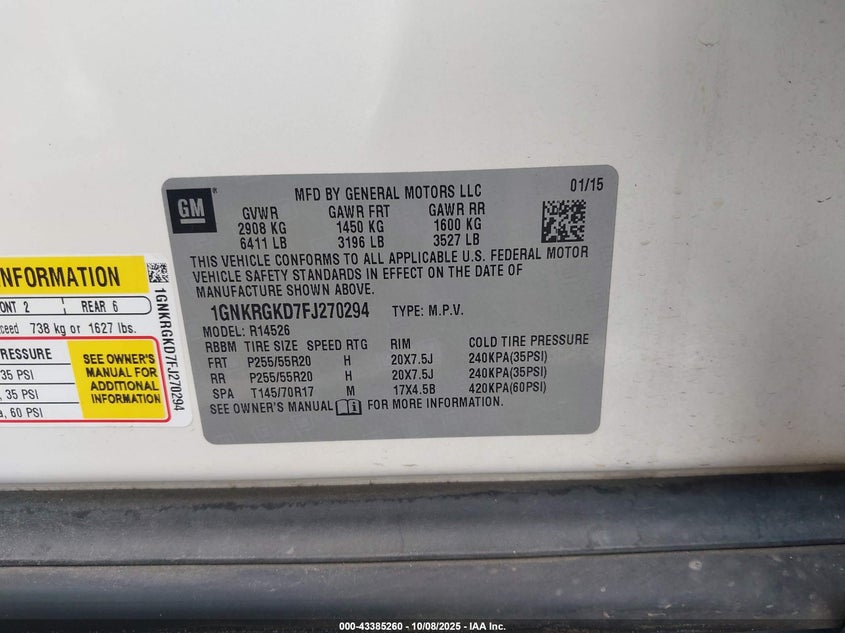 GM
®
MFD BY GENERAL MOTORS LLC 01/15
GVWR GAWR FRT GAWR RR
2908 KG 1450 KG 1600 KG
6411 LB 3196 LB 3527 LB
THIS VEHICLE CONFORMS TO ALL APPLICABLE U.S. FEDERAL MOTOR
VEHICLE SAFETY STANDARDS IN EFFECT ON THE DATE OF
MANUFACTURE SHOWN ABOVE.
1GNKRGKD7FJ270294 TYPE: M.P.V.
MODEL: R14526
RBBM TIRE SIZE SPEED RTG RIM COLD TIRE PRESSURE
FRT P255/55R20 H 20X7.5J 240KPA(35PSI)
RR P255/55R20 H 20X7.5J 240KPA(35PSI)
SPA T145/70R17 M 17X4.5B 420KPA(60PSI)
SEE OWNER'S MANUAL FOR MORE INFORMATION.
INFORMATION
ONT 2 REAR 6
ceed 738 kg or 1627 lbs.
PRESSURE
35 PSI
, 35 PSI
a, 60 PSI
SEE OWNER'S
MANUAL FOR
ADDITIONAL
INFORMATION
1GNKRGKD7FJ270294
000-43385260 - 10/08/2025 - IAA Inc.